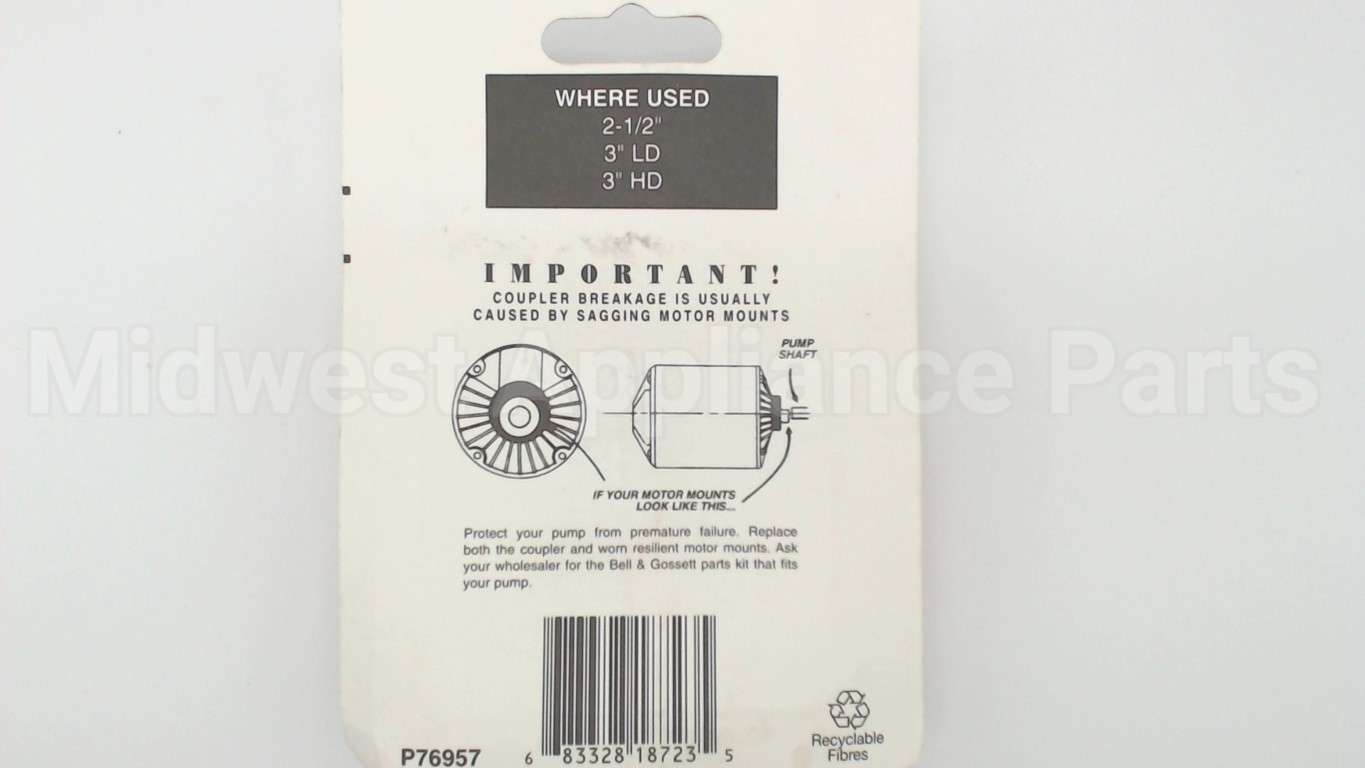 WHERE USED
2-1/2"
3" LD
3" HD
IMPORTANT!
COUPLER BREAKAGE IS USUALLY
CAUSED BY SAGGING MOTOR MOUNTS
Midwest Appliance Parts
PUMP
SHAFT
IF YOUR MOTOR MOUNTS
LOOK LIKE THIS...
Protect your pump from premature failure. Replace
both the coupler and worn resilient motor mounts. Ask
your wholesaler for the Bell & Gossett parts kit that fits
your pump.
P76957
6 83328 18723 5
Recyclable
Fibres